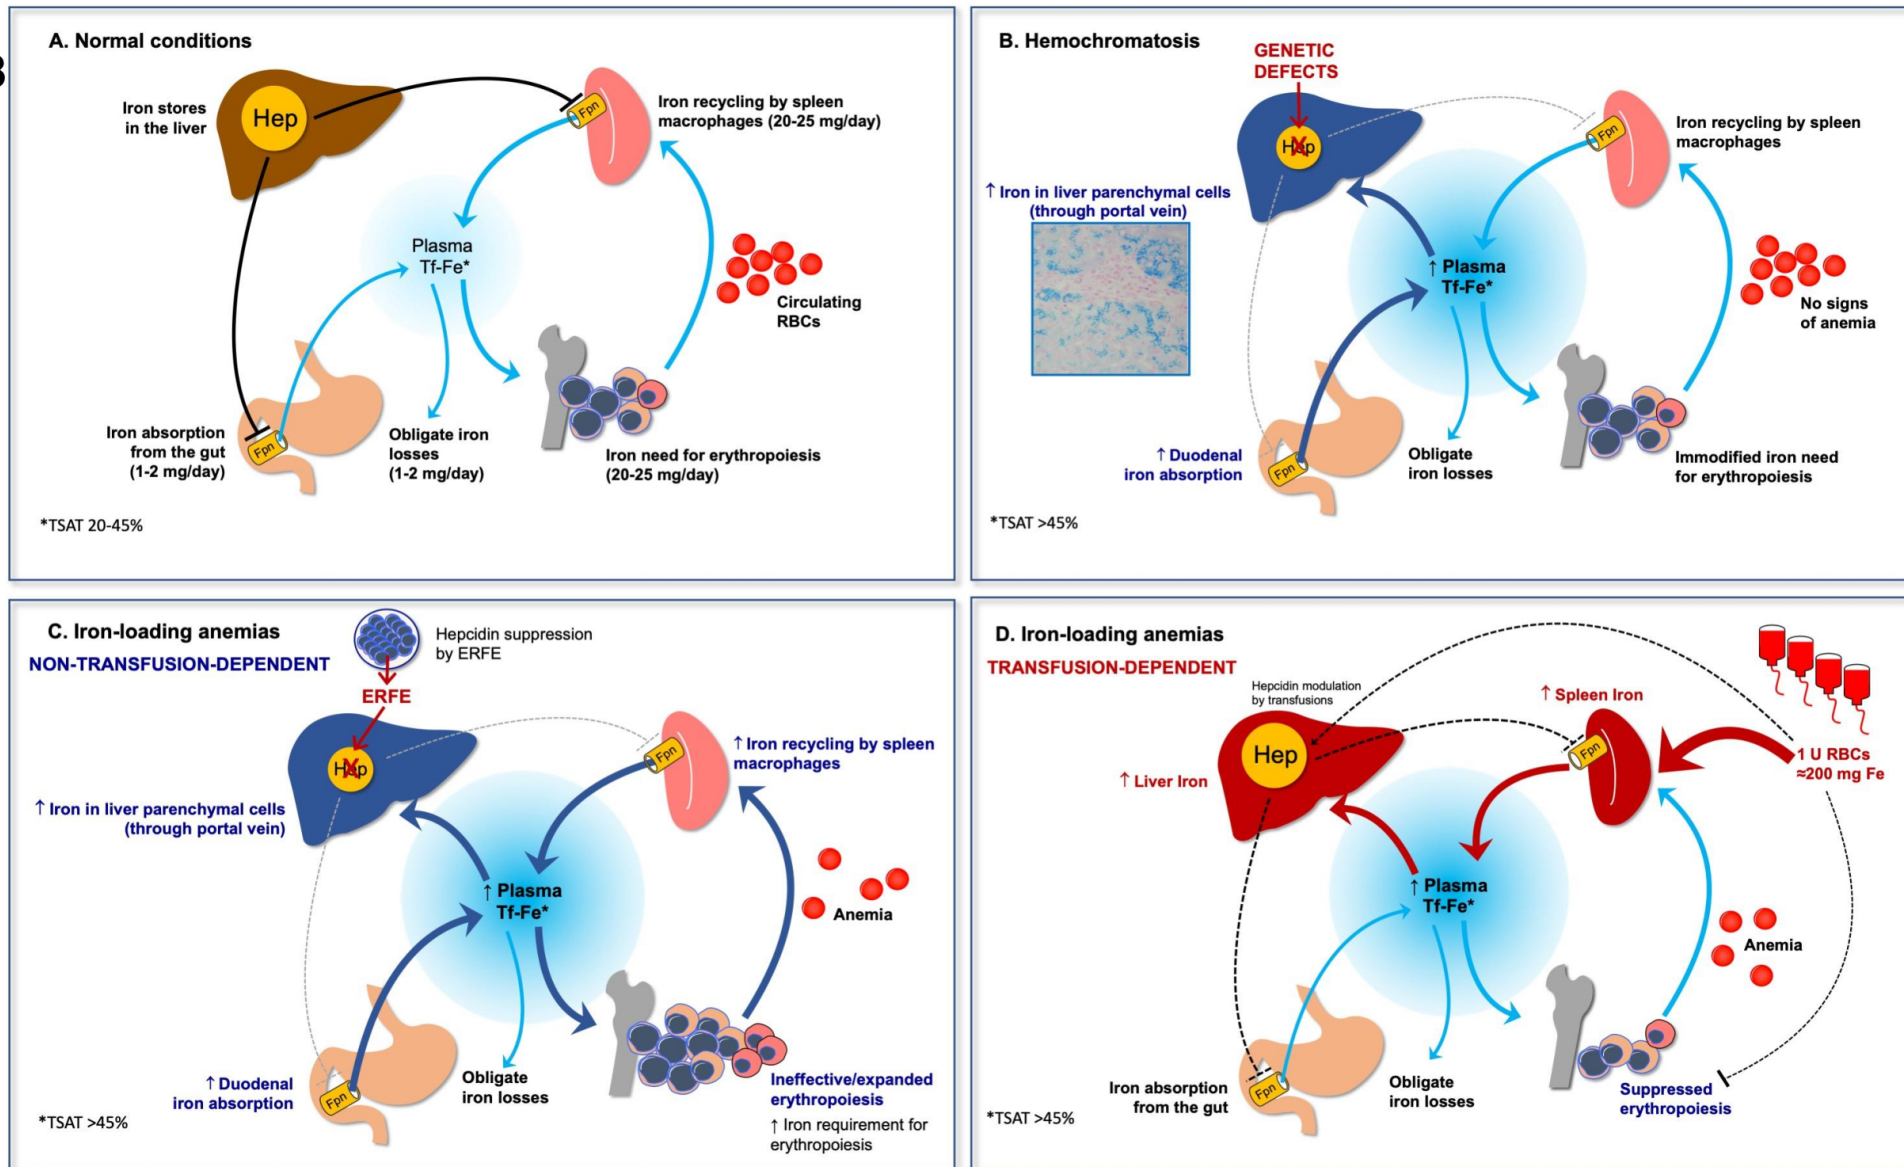 A. Normal conditions
Iron stores
in the liver
Hep
Fpn
Iron recycling by spleen
macrophages (20-25 mg/day)
Plasma
Tf-Fe*
Circulating
RBCs
Iron absorption
from the gut
(1-2 mg/day)
Fpn
Obligate iron
losses
(1-2 mg/day)
Iron need for erythropoiesis
(20-25 mg/day)
*TSAT 20-45%
B. Hemochromatosis
GENETIC
DEFECTS
Hep
X
Fpn
Iron recycling by spleen
macrophages
↑ Iron in liver parenchymal cells
(through portal vein)
↑ Plasma
Tf-Fe*
No signs
of anemia
↑ Duodenal
iron absorption
Fpn
Obligate
iron losses
Immodified iron need
for erythropoiesis
*TSAT >45%
C. Iron-loading anemias
NON-TRANSFUSION-DEPENDENT
Hepcidin suppression
by ERFE
ERFE
Hep
X
Fpn
↑ Iron recycling by spleen
macrophages
↑ Iron in liver parenchymal cells
(through portal vein)
↑ Plasma
Tf-Fe*
Anemia
↑ Duodenal
iron absorption
Fpn
Obligate
iron losses
Ineffective/expanded
erythropoiesis
↑ Iron requirement for
erythropoiesis
*TSAT >45%
D. Iron-loading anemias
TRANSFUSION-DEPENDENT
Hepcidin modulation
by transfusions
Hep
↑ Spleen Iron
Fpn
1 U RBCs
≈200 mg Fe
↑ Liver Iron
↑ Plasma
Tf-Fe*
Anemia
Iron absorption
from the gut
Fpn
Obligate
iron losses
Suppressed
erythropoiesis
*TSAT >45%